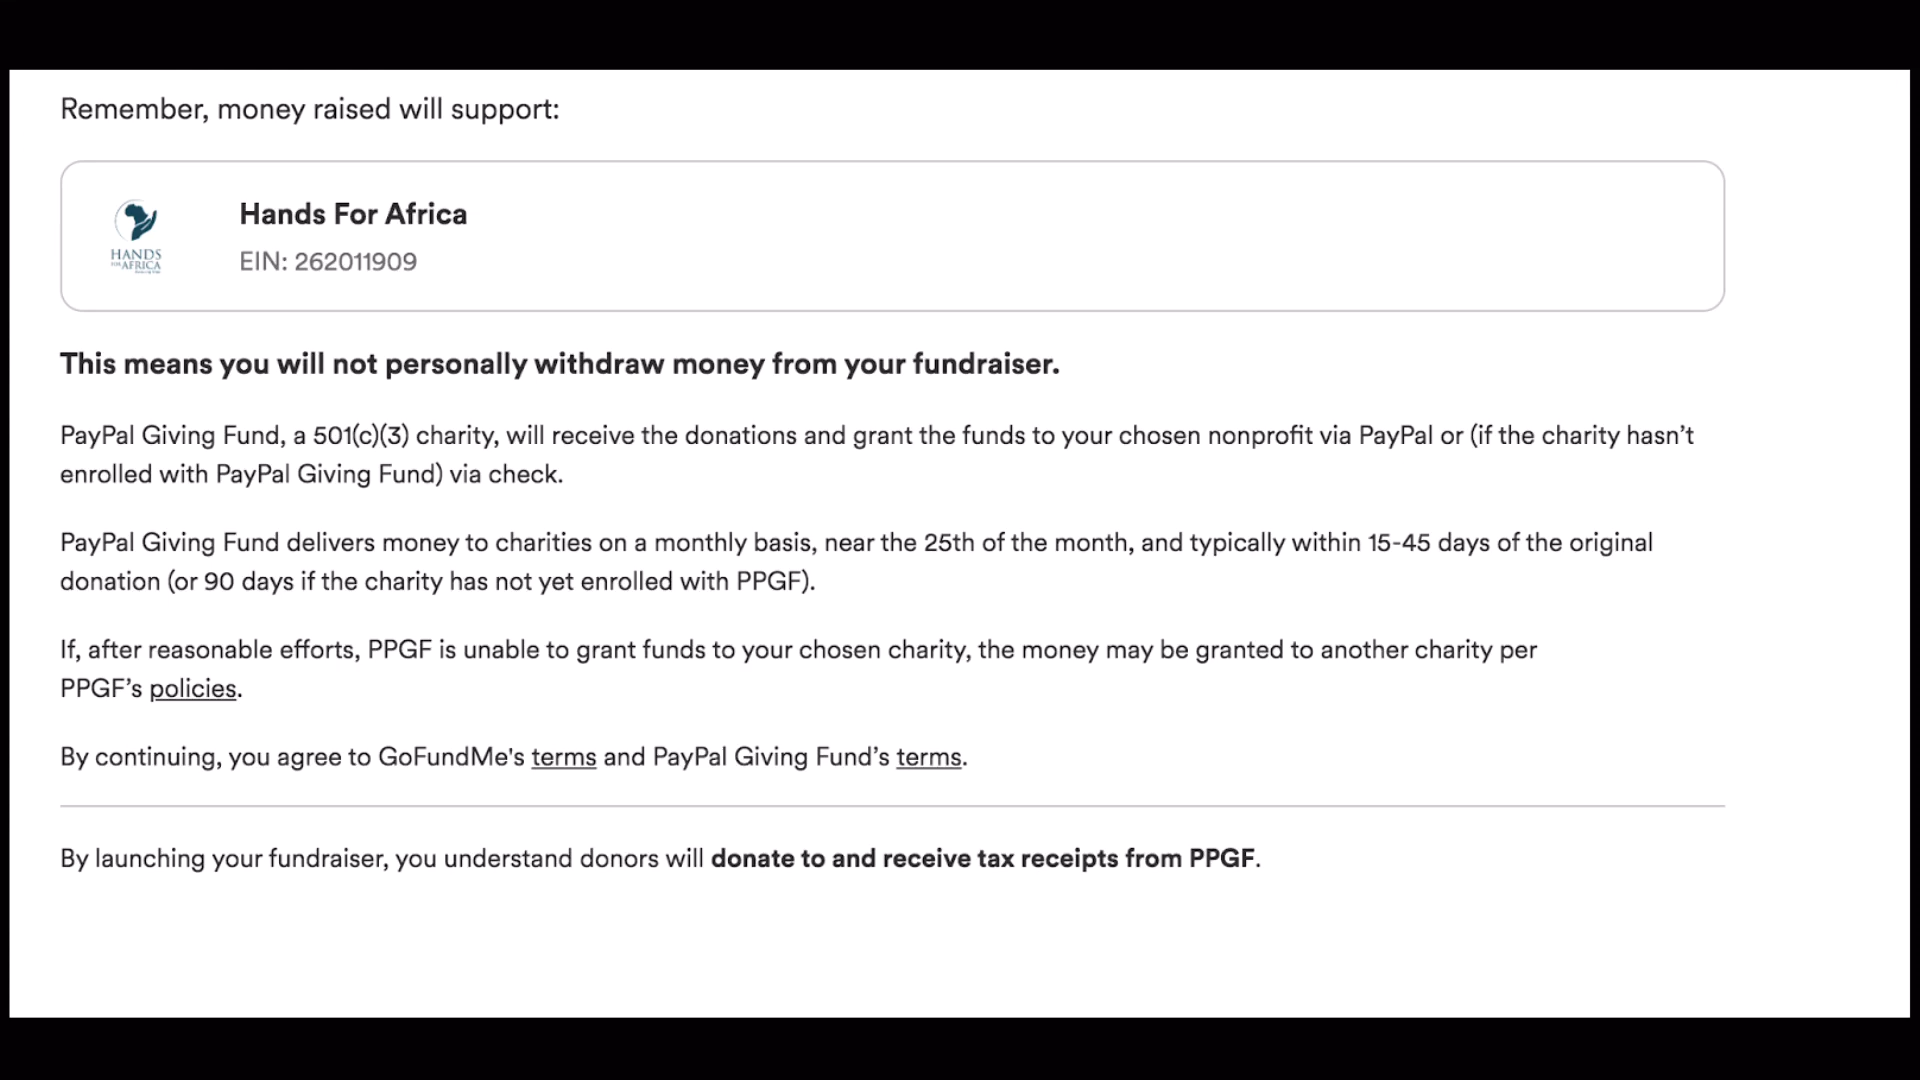 Remember, money raised will support:
HANDS
FOR AFRICA
Hands For Africa
EIN: 262011909
This means you will not personally withdraw money from your fundraiser.
PayPal Giving Fund, a 501(c)(3) charity, will receive the donations and grant the funds to your chosen nonprofit via PayPal or (if the charity hasn’t
enrolled with PayPal Giving Fund) via check.
PayPal Giving Fund delivers money to charities on a monthly basis, near the 25th of the month, and typically within 15-45 days of the original
donation (or 90 days if the charity has not yet enrolled with PPGF).
If, after reasonable efforts, PPGF is unable to grant funds to your chosen charity, the money may be granted to another charity per
PPGF’s policies.
By continuing, you agree to GoFundMe's terms and PayPal Giving Fund’s terms.
By launching your fundraiser, you understand donors will donate to and receive tax receipts from PPGF.